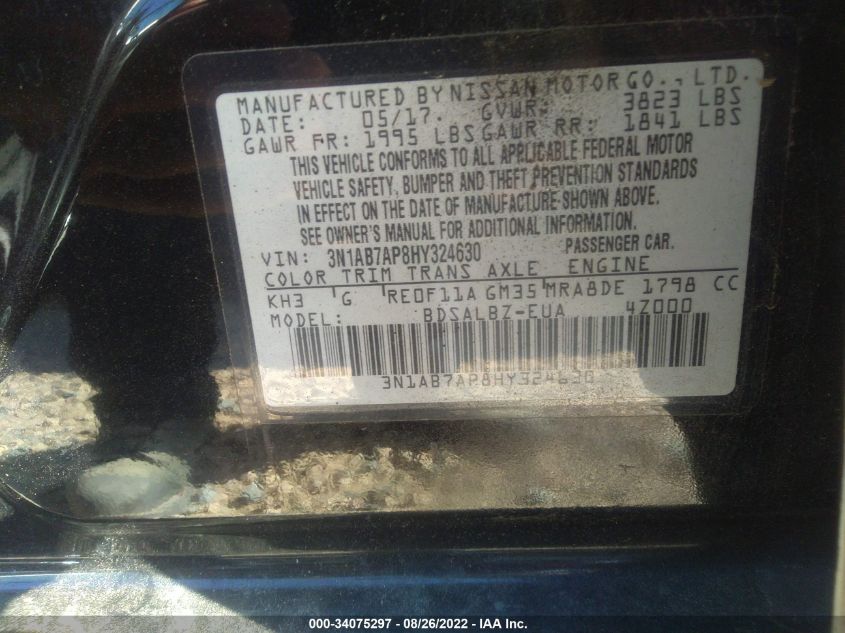 MANUFACTURED BY NISSAN MOTOR CO., LTD.
DATE: 05/17. GVWR: 3823 LBS
GAWR FR: 1995 LBS GAWR RR: 1841 LBS
THIS VEHICLE CONFORMS TO ALL APPLICABLE FEDERAL MOTOR
VEHICLE SAFETY, BUMPER AND THEFT PREVENTION STANDARDS
IN EFFECT ON THE DATE OF MANUFACTURE SHOWN ABOVE.
SEE OWNER'S MANUAL FOR ADDITIONAL INFORMATION.
VIN: 3N1AB7AP8HY324630 PASSENGER CAR.
COLOR TRIM TRANS AXLE ENGINE
KH3 G RE0F11A GM35 MRA8DE 1798 CC
MODEL: BDSALBZ-EUA 4Z000
3N1AB7AP8HY324630
000-34075297 - 08/26/2022 - IAA Inc.